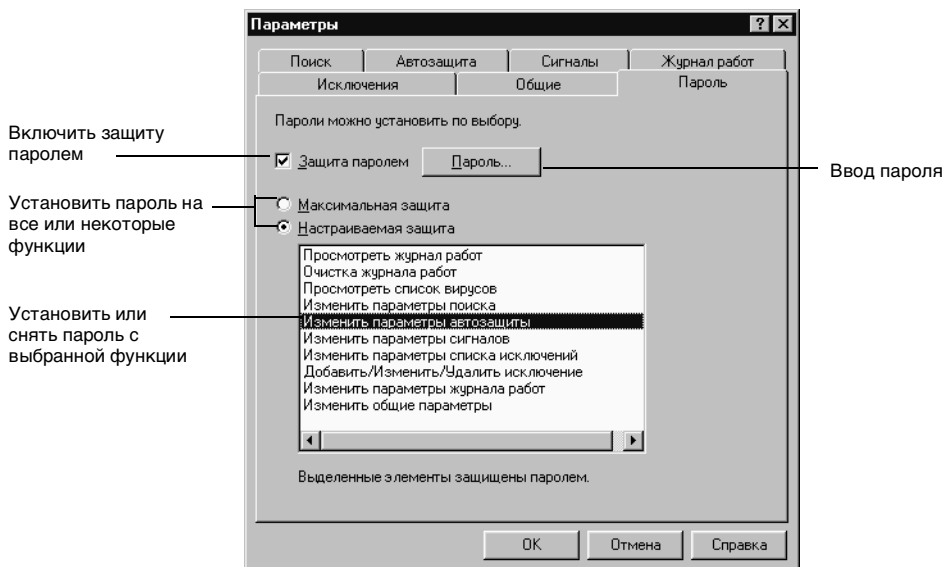 Параметры
Поиск
Автозащита
Сигналы
Журнал работ
Исключения
Общие
Пароль
Пароли можно установить по выбору.
Включить защиту
паролем
Защита паролем
Пароль...
Ввод пароля
Установить пароль на
все или некоторые
функции
Максимальная защита
Настраиваемая защита
Просмотреть журнал работ
Очистка журнала работ
Просмотреть список вирусов
Изменить параметры поиска
Изменить параметры автозащиты
Изменить параметры сигналов
Изменить параметры списка исключений
Добавить/Изменить/Удалить исключение
Изменить параметры журнала работ
Изменить общие параметры
Установить или
снять пароль с
выбранной функции
Выделенные элементы защищены паролем.
OK
Отмена
Справка